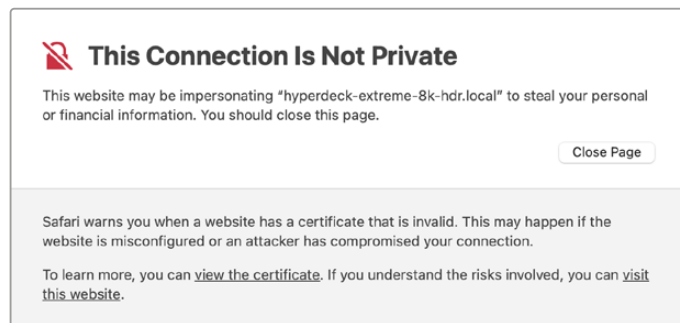 This Connection Is Not Private
This website may be impersonating “hyperdeck-extreme-8k-hdr.local” to steal your personal
or financial information. You should close this page.
Close Page
Safari warns you when a website has a certificate that is invalid. This may happen if the
website is misconfigured or an attacker has compromised your connection.
To learn more, you can view the certificate. If you understand the risks involved, you can visit
this website.